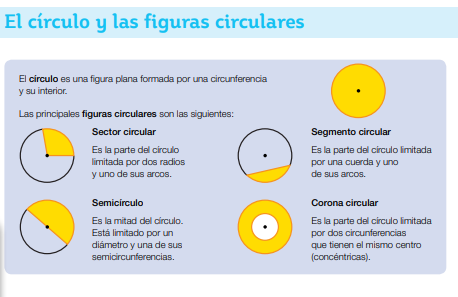 El círculo y las figuras circulares
El círculo es una figura plana formada por una circunferencia
y su interior.
Las principales figuras circulares son las siguientes:
Sector circular
Es la parte del círculo
limitada por dos radios
y uno de sus arcos.
Segmento circular
Es la parte del círculo limitada
por una cuerda y uno
de sus arcos.
Semicírculo
Es la mitad del círculo.
Está limitado por un
diámetro y una de sus
semicircunferencias.
Corona circular
Es la parte del círculo limitada
por dos circunferencias
que tienen el mismo centro
(concéntricas).